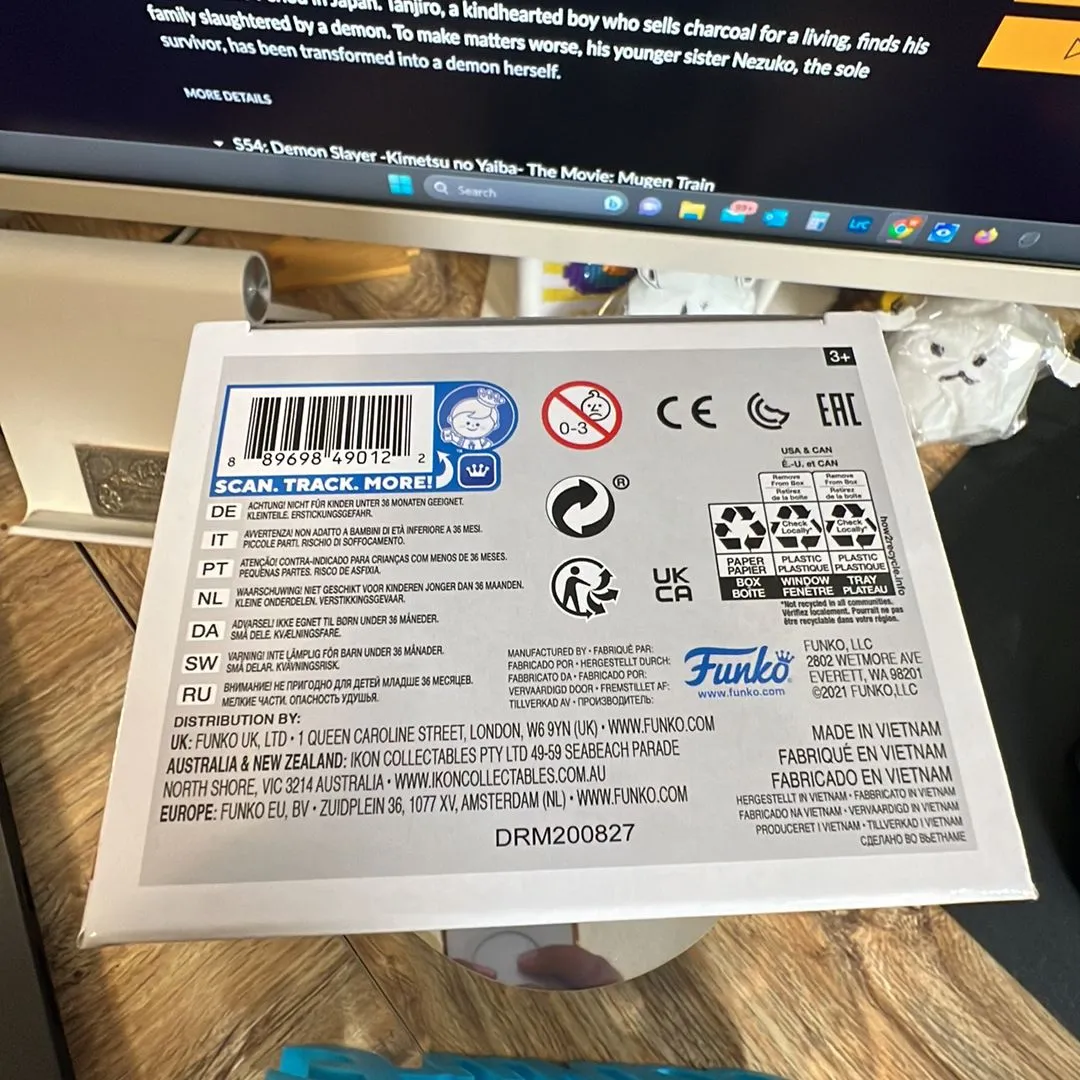 in Japan. Tanjiro, a kindhearted boy who sells charcoal for a living, finds his
family slaughtered by a demon. To make matters worse, his younger sister Nezuko, the sole
survivor, has been transformed into a demon herself.
MORE DETAILS
S54: Demon Slayer -Kimetsu no Yaiba- The Movie: Mugen Train
Search
99+
Lrc
3+
8 89698 49012 2
SCAN. TRACK. MORE!
0-3
CE
EAC
USA & CAN
É.-U. et CAN
Remove From Box
Retirez de la boîte
Remove From Box
Retirez de la boîte
Check Locally*
Check Locally*
PAPER PAPIER
PLASTIC PLASTIQUE
PLASTIC PLASTIQUE
BOX BOÎTE
WINDOW FENÊTRE
TRAY PLATEAU
how2recycle.info
*Not recycled in all communities.
Vérifiez localement. Pourrait ne pas
être recyclable dans votre région.
®
UK
CA
DE ACHTUNG! NICHT FÜR KINDER UNTER 36 MONATEN GEEIGNET.
KLEINTEILE. ERSTICKUNGSGEFAHR.
IT AVVERTENZA! NON ADATTO A BAMBINI DI ETÀ INFERIORE A 36 MESI.
PICCOLE PARTI. RISCHIO DI SOFFOCAMENTO.
PT ATENÇÃO! CONTRA-INDICADO PARA CRIANÇAS COM MENOS DE 36 MESES.
PEQUENAS PARTES. RISCO DE ASFIXIA.
NL WAARSCHUWING! NIET GESCHIKT VOOR KINDEREN JONGER DAN 36 MAANDEN.
KLEINE ONDERDELEN. VERSTIKKINGSGEVAAR.
DA ADVARSEL! IKKE EGNET TIL BØRN UNDER 36 MÅNEDER.
SMÅ DELE. KVÆLNINGSFARE.
SW VARNING! INTE LÄMPLIG FÖR BARN UNDER 36 MÅNADER.
SMÅ DELAR. KVÄVNINGSRISK.
RU ВНИМАНИЕ! НЕ ПРИГОДНО ДЛЯ ДЕТЕЙ МЛАДШЕ 36 МЕСЯЦЕВ.
МЕЛКИЕ ЧАСТИ. ОПАСНОСТЬ УДУШЬЯ.
MANUFACTURED BY • FABRIQUÉ PAR:
FABRICADO POR • HERGESTELLT DURCH:
FABBRICATO DA • FABRICADO POR:
VERVAARDIGD DOOR • FREMSTILLET AF:
TILLVERKAD AV • ПРОИЗВОДИТЕЛЬ:
Funko
www.funko.com
FUNKO, LLC
2802 WETMORE AVE
EVERETT, WA 98201
©2021 FUNKO,LLC
DISTRIBUTION BY:
UK: FUNKO UK, LTD • 1 QUEEN CAROLINE STREET, LONDON, W6 9YN (UK) • WWW.FUNKO.COM
AUSTRALIA & NEW ZEALAND: IKON COLLECTABLES PTY LTD 49-59 SEABEACH PARADE
NORTH SHORE, VIC 3214 AUSTRALIA • WWW.IKONCOLLECTABLES.COM.AU
EUROPE: FUNKO EU, BV • ZUIDPLEIN 36, 1077 XV, AMSTERDAM (NL) • WWW.FUNKO.COM
DRM200827
MADE IN VIETNAM
FABRIQUÉ EN VIETNAM
FABRICADO EN VIETNAM
HERGESTELLT IN VIETNAM • FABBRICATO IN VIETNAM
FABRICADO NA VIETNAM • VERVAARDIGD IN VIETNAM
PRODUCERET I VIETNAM • TILLVERKAD I VIETNAM
СДЕЛАНО ВО ВЬЕТНАМЕ